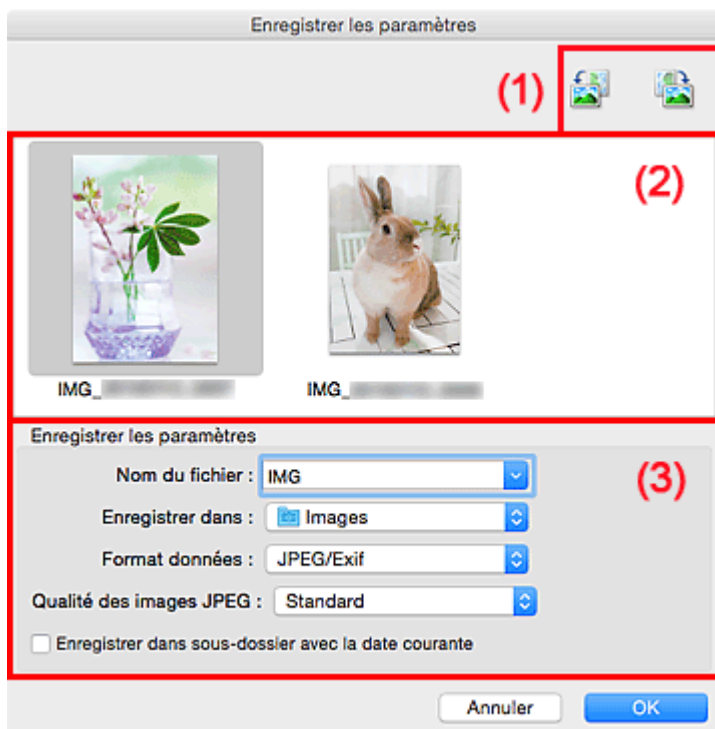 Enregistrer les paramètres
(1)
(2)
IMG_
IMG_
Enregistrer les paramètres
(3)
Nom du fichier : IMG
Enregistrer dans : Images
Format données : JPEG/Exif
Qualité des images JPEG : Standard
Enregistrer dans sous-dossier avec la date courante
Annuler OK